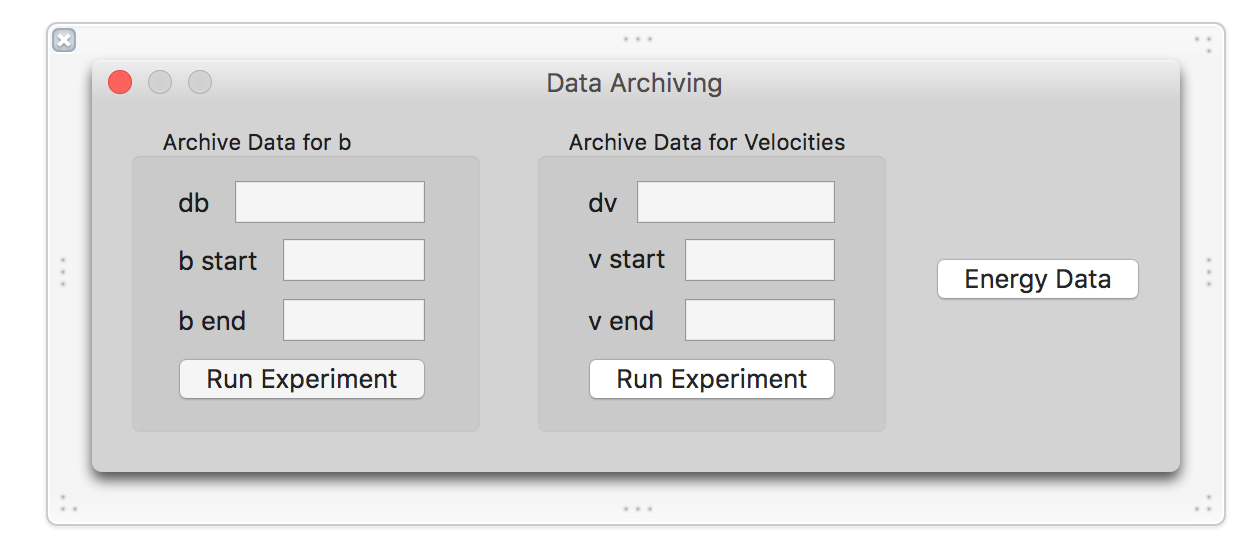 Data Archiving
Archive Data for b
db
b start
b end
Run Experiment
Archive Data for Velocities
dv
v start
v end
Run Experiment
Energy Data